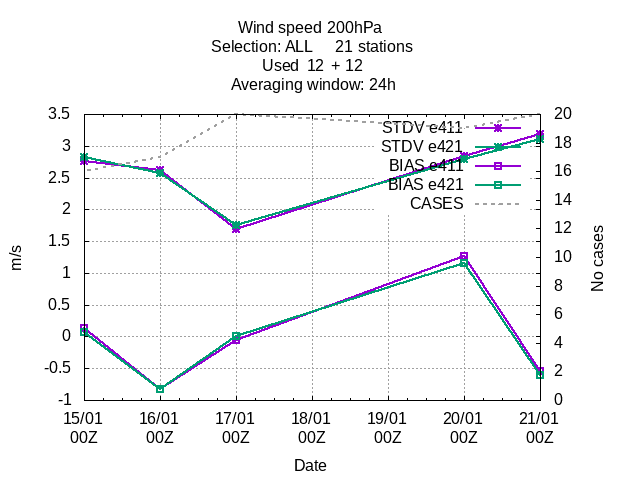 Wind speed 200hPa
Selection: ALL 21 stations
Used 12 + 12
Averaging window: 24h
3.5
3
2.5
2
1.5
1
0.5
0
-0.5
-1
m/s
20
18
16
14
12
10
8
6
4
2
0
No cases
STDV e411
STDV e421
BIAS e411
BIAS e421
CASES
15/01 16/01 17/01 18/01 19/01 20/01 21/01
00Z 00Z 00Z 00Z 00Z 00Z 00Z
Date